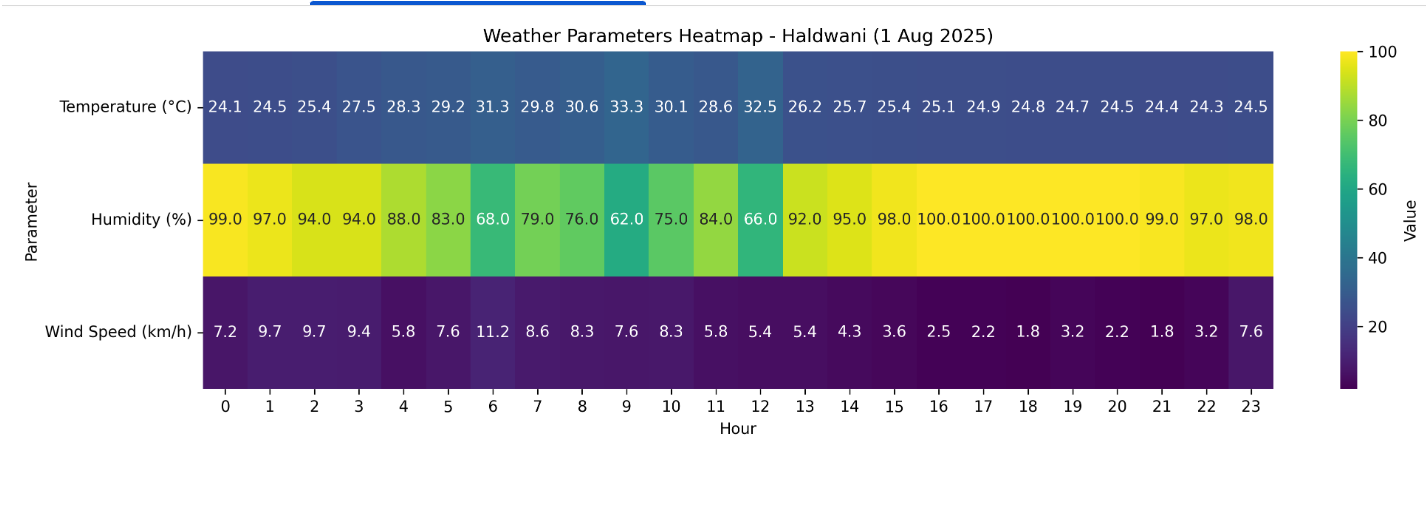 Weather Parameters Heatmap - Haldwani (1 Aug 2025)
Temperature (°C) 24.1 24.5 25.4 27.5 28.3 29.2 31.3 29.8 30.6 33.3 30.1 28.6 32.5 26.2 25.7 25.4 25.1 24.9 24.8 24.7 24.5 24.4 24.3 24.5
Humidity (%) 99.0 97.0 94.0 94.0 88.0 83.0 68.0 79.0 76.0 62.0 75.0 84.0 66.0 92.0 95.0 98.0 100.0 100.0 100.0 100.0 100.0 99.0 97.0 98.0
Wind Speed (km/h) 7.2 9.7 9.7 9.4 5.8 7.6 11.2 8.6 8.3 7.6 8.3 5.8 5.4 5.4 4.3 3.6 2.5 2.2 1.8 3.2 2.2 1.8 3.2 7.6
0 1 2 3 4 5 6 7 8 9 10 11 12 13 14 15 16 17 18 19 20 21 22 23
Hour
Parameter
100
80
60
40
20
Value